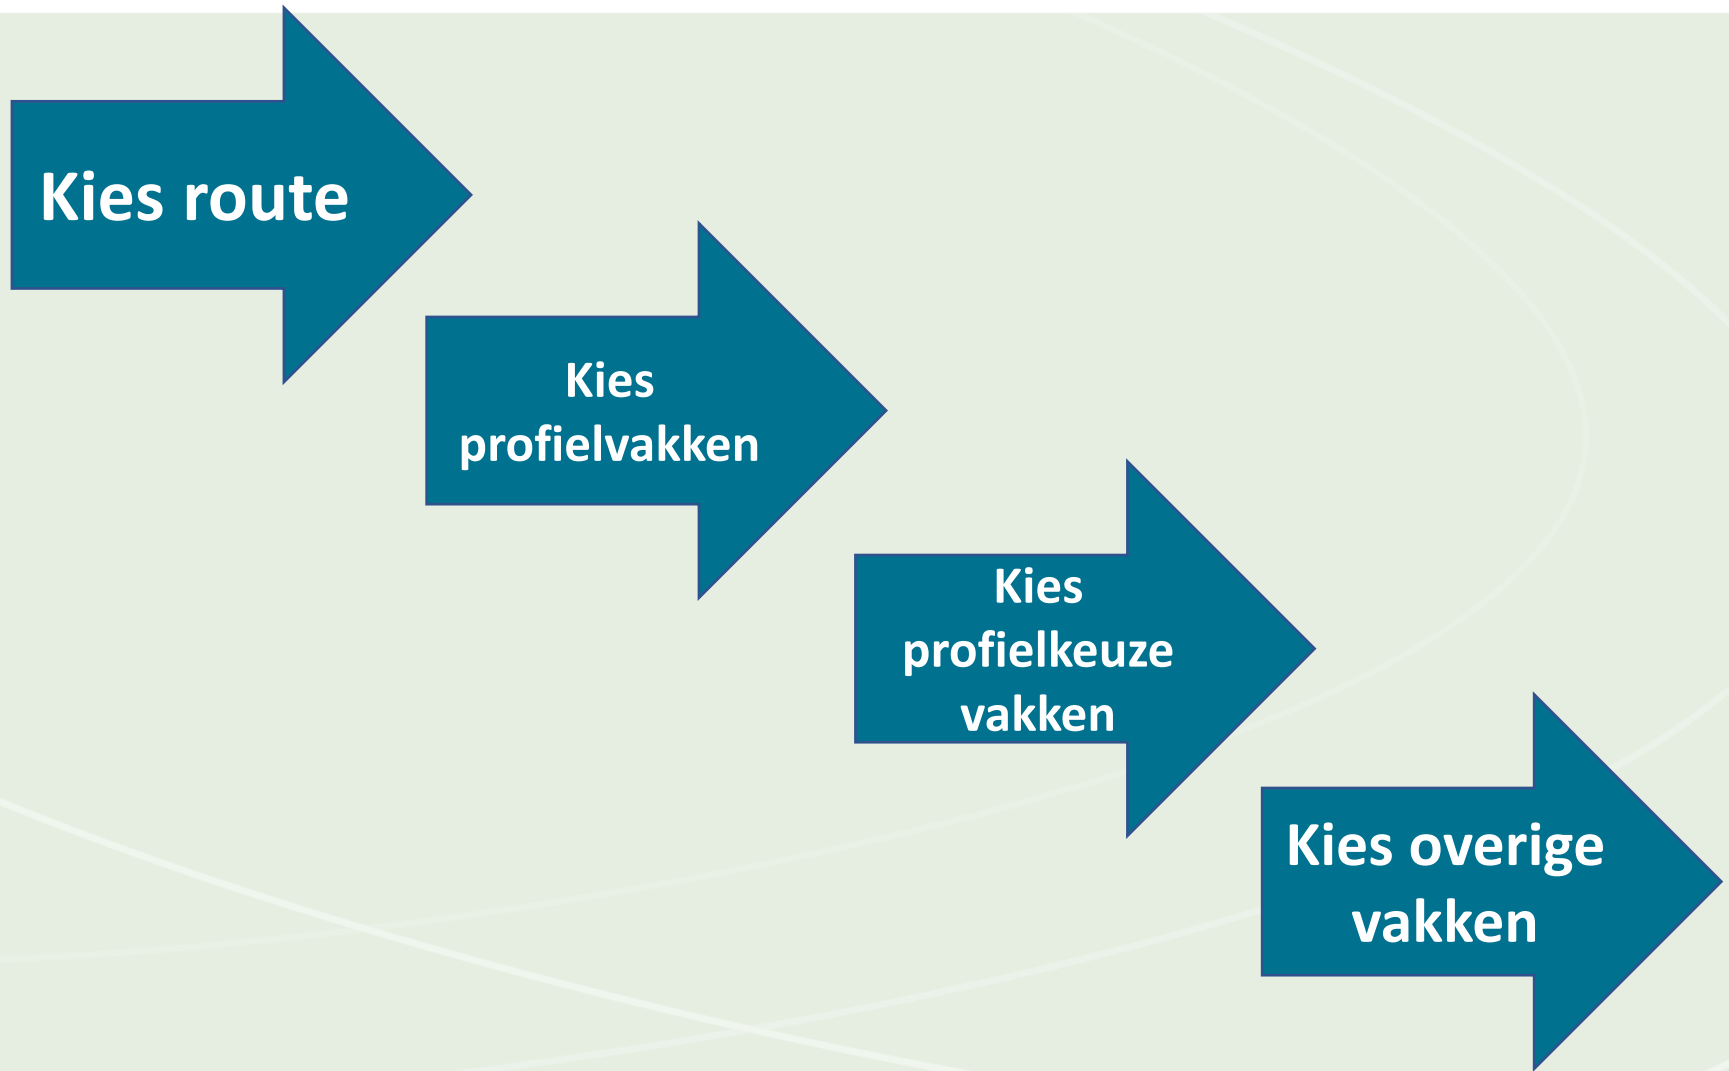 Kies route
Kies
profielvakken
Kies
profielkeuze
vakken
Kies overige
vakken